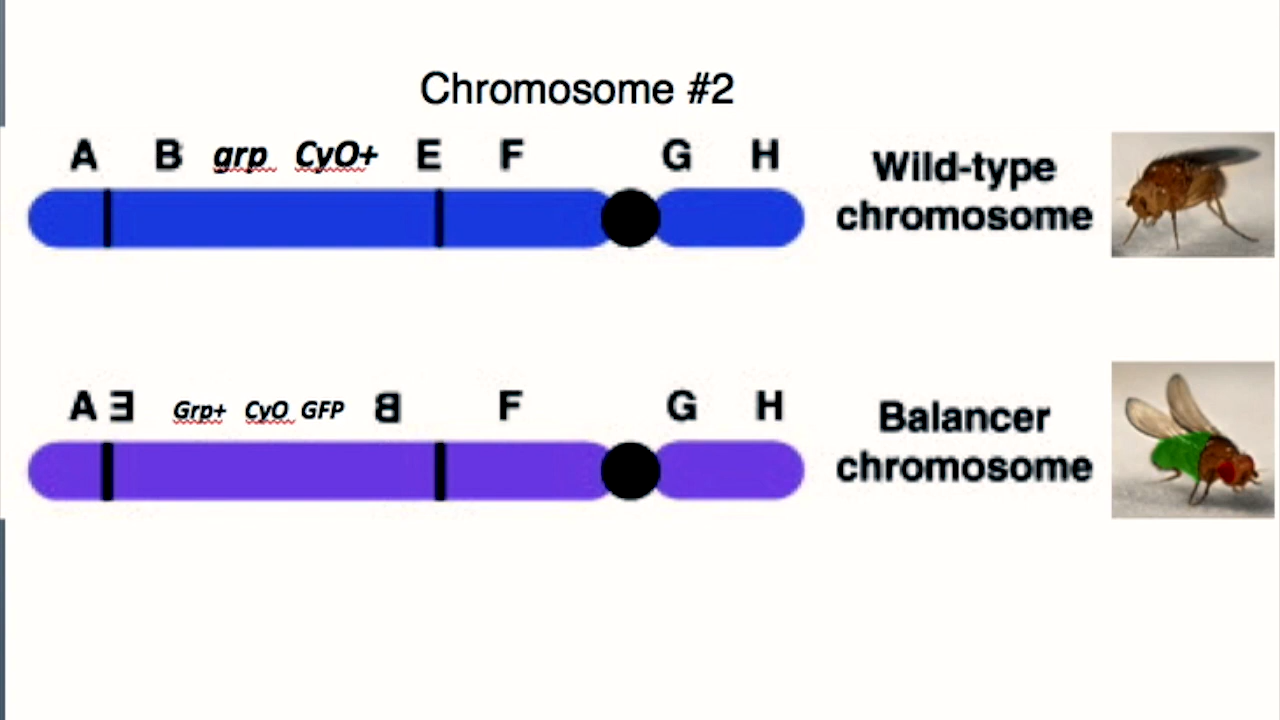 Chromosome #2
A B grp CyO+ E F G H
Wild-type
chromosome
A Ǝ Grp+ CyO GFP ᗺ F G H
Balancer
chromosome